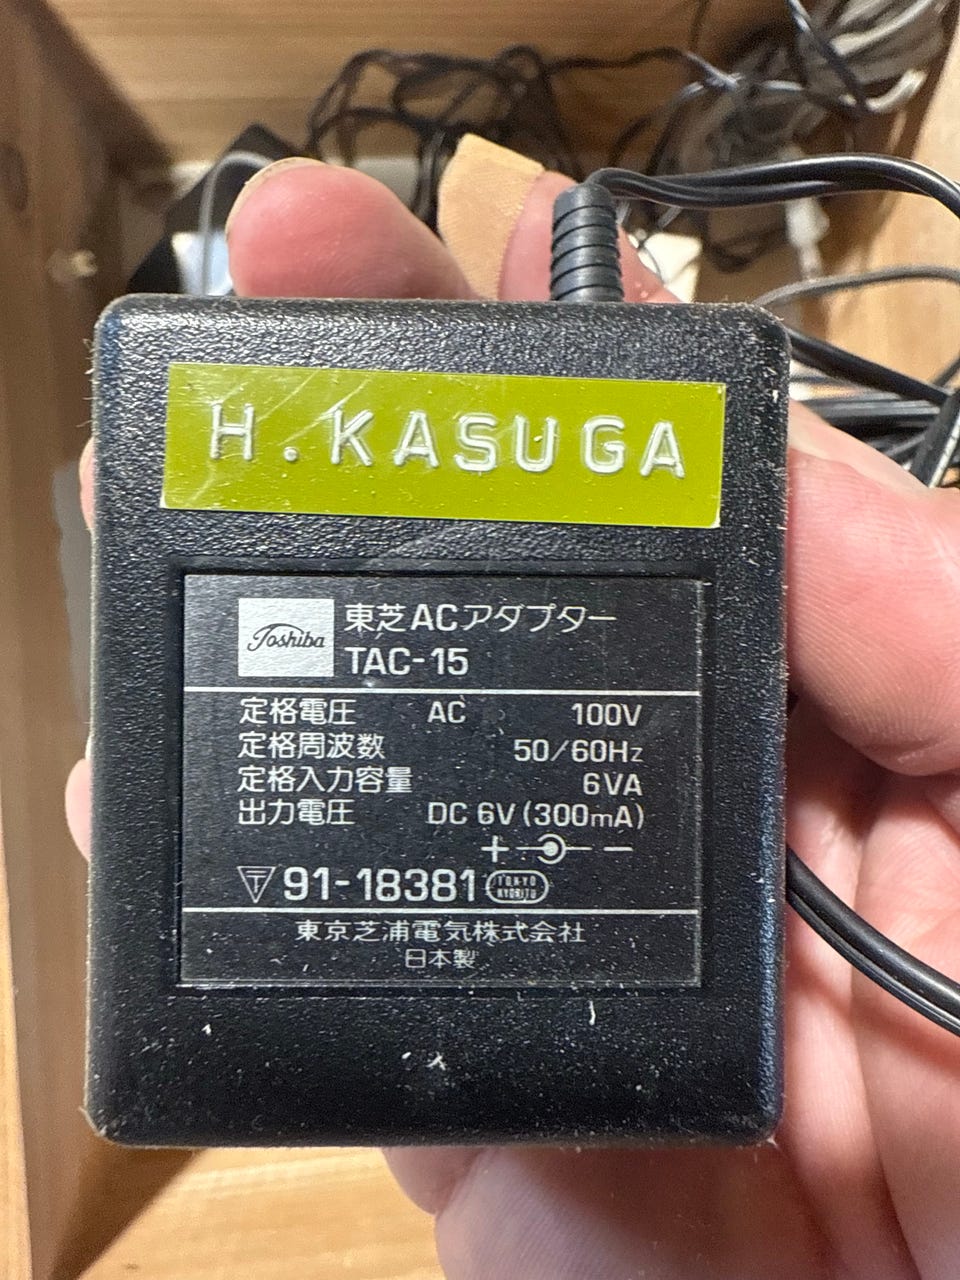 H.KASUGA
Toshiba 東芝ACアダプター
TAC-15
定格電圧 AC 100V
定格周波数 50/60Hz
定格入力容量 6VA
出力電圧 DC 6V (300mA)
+ −
〒 91-18381 TOKYO KYORITU
東京芝浦電気株式会社
日本製